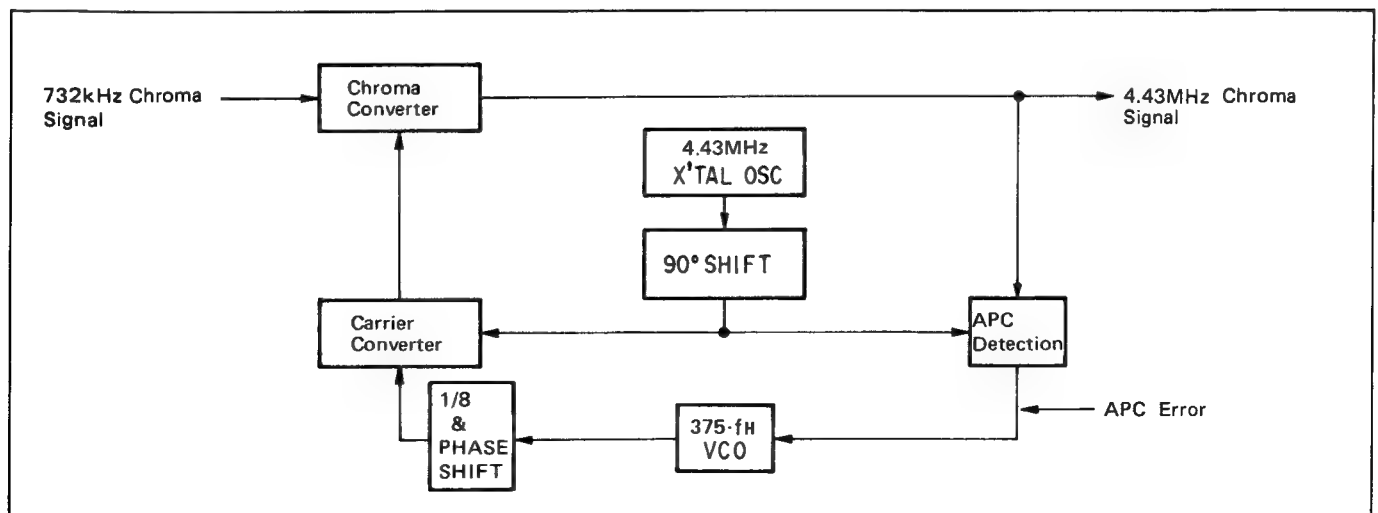 732kHz Chroma
Signal
Chroma
Converter
4.43MHz Chroma
Signal
4.43MHz
X'TAL OSC
90° SHIFT
Carrier
Converter
APC
Detection
1/8
&
PHASE
SHIFT
375·fH
VCO
APC Error